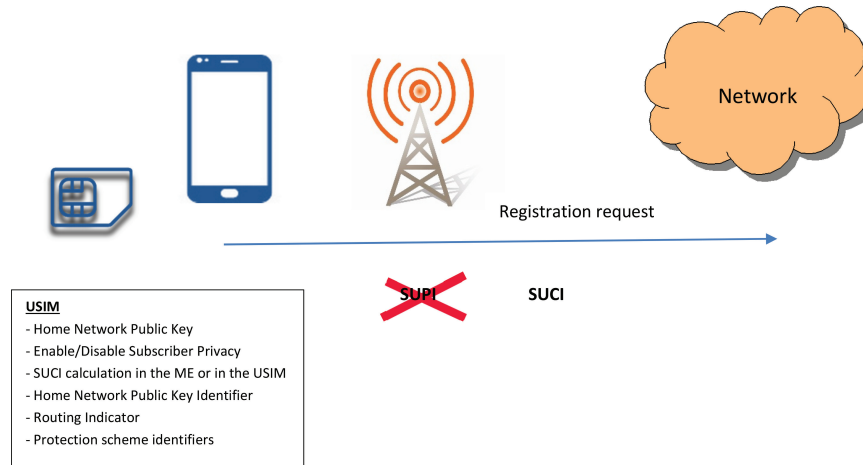 Network
Registration request
SUPI
SUCI
USIM
- Home Network Public Key
- Enable/Disable Subscriber Privacy
- SUCI calculation in the ME or in the USIM
- Home Network Public Key Identifier
- Routing Indicator
- Protection scheme identifiers